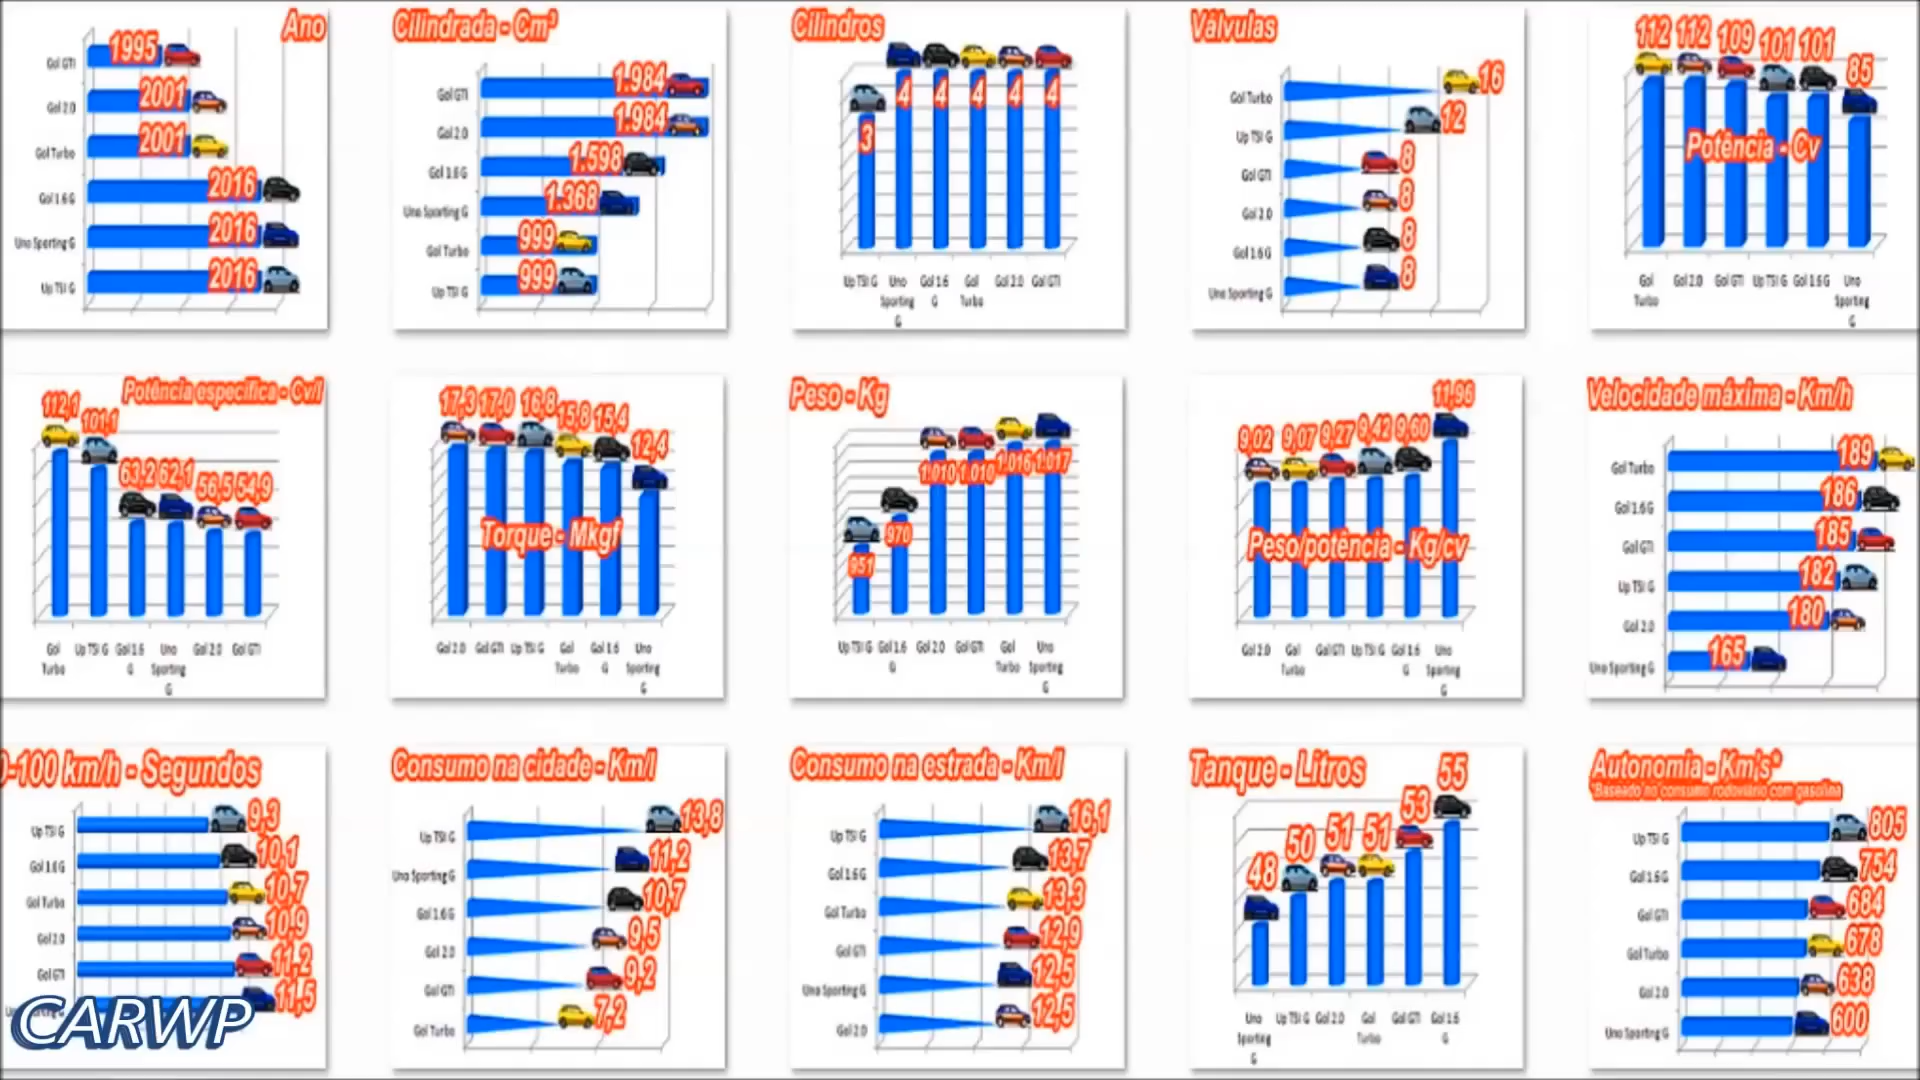 Ano
1995
Gol GTI
2001
Gol 2.0
2001
Gol Turbo
2016
Gol 1.6 G
2016
Uno Sporting G
2016
Up TSI G
Cilindrada - Cm³
1.984
Gol GTI
1.984
Gol 2.0
1.598
Gol 1.6 G
1.368
Uno Sporting G
999
Gol Turbo
999
Up TSI G
Cilindros
3 4 4 4 4 4
Up TSI G Uno Sporting G Gol 1.6 G Gol Turbo Gol 2.0 Gol GTI
Válvulas
16
Gol Turbo
12
Up TSI G
8
Gol GTI
8
Gol 2.0
8
Gol 1.6 G
8
Uno Sporting G
112 112 109 101 101 85
Potência - Cv
Gol Turbo Gol 2.0 Gol GTI Up TSI G Gol 1.6 G Uno Sporting G
Potência específica - Cv/l
112,1 101,1 63,2 62,1 56,5 54,9
Gol Turbo Up TSI G Gol 1.6 G Uno Sporting G Gol 2.0 Gol GTI
17,3 17,0 16,8 15,8 15,4 12,4
Torque - Mkgf
Gol 2.0 Gol GTI Up TSI G Gol Turbo Gol 1.6 G Uno Sporting G
Peso - Kg
951 970 1.010 1.010 1.016 1.017
Up TSI G Gol 1.6 G Gol 2.0 Gol GTI Gol Turbo Uno Sporting G
9,02 9,07 9,27 9,42 9,60 11,96
Peso/potência - Kg/cv
Gol 2.0 Gol Turbo Gol GTI Up TSI G Gol 1.6 G Uno Sporting G
Velocidade máxima - Km/h
189
Gol Turbo
186
Gol 1.6 G
185
Gol GTI
182
Up TSI G
180
Gol 2.0
165
Uno Sporting G
0-100 km/h - Segundos
9,3
Up TSI G
10,1
Gol 1.6 G
10,7
Gol Turbo
10,9
Gol 2.0
11,2
Gol GTI
11,5
CARWP
Consumo na cidade - Km/l
13,8
Up TSI G
11,2
Uno Sporting G
10,7
Gol 1.6 G
9,5
Gol 2.0
9,2
Gol GTI
7,2
Gol Turbo
Consumo na estrada - Km/l
16,1
Up TSI G
13,7
Gol 1.6 G
13,3
Gol Turbo
12,9
Gol GTI
12,5
Uno Sporting G
12,5
Gol 2.0
Tanque - Litros
48 50 51 51 53 55
Uno Sporting G Up TSI G Gol 2.0 Gol Turbo Gol GTI Gol 1.6 G
Autonomia - Km;s*
*Baseado no consumo rodoviário com gasolina
805
Up TSI G
754
Gol 1.6 G
684
Gol GTI
678
Gol Turbo
638
Gol 2.0
600
Uno Sporting G